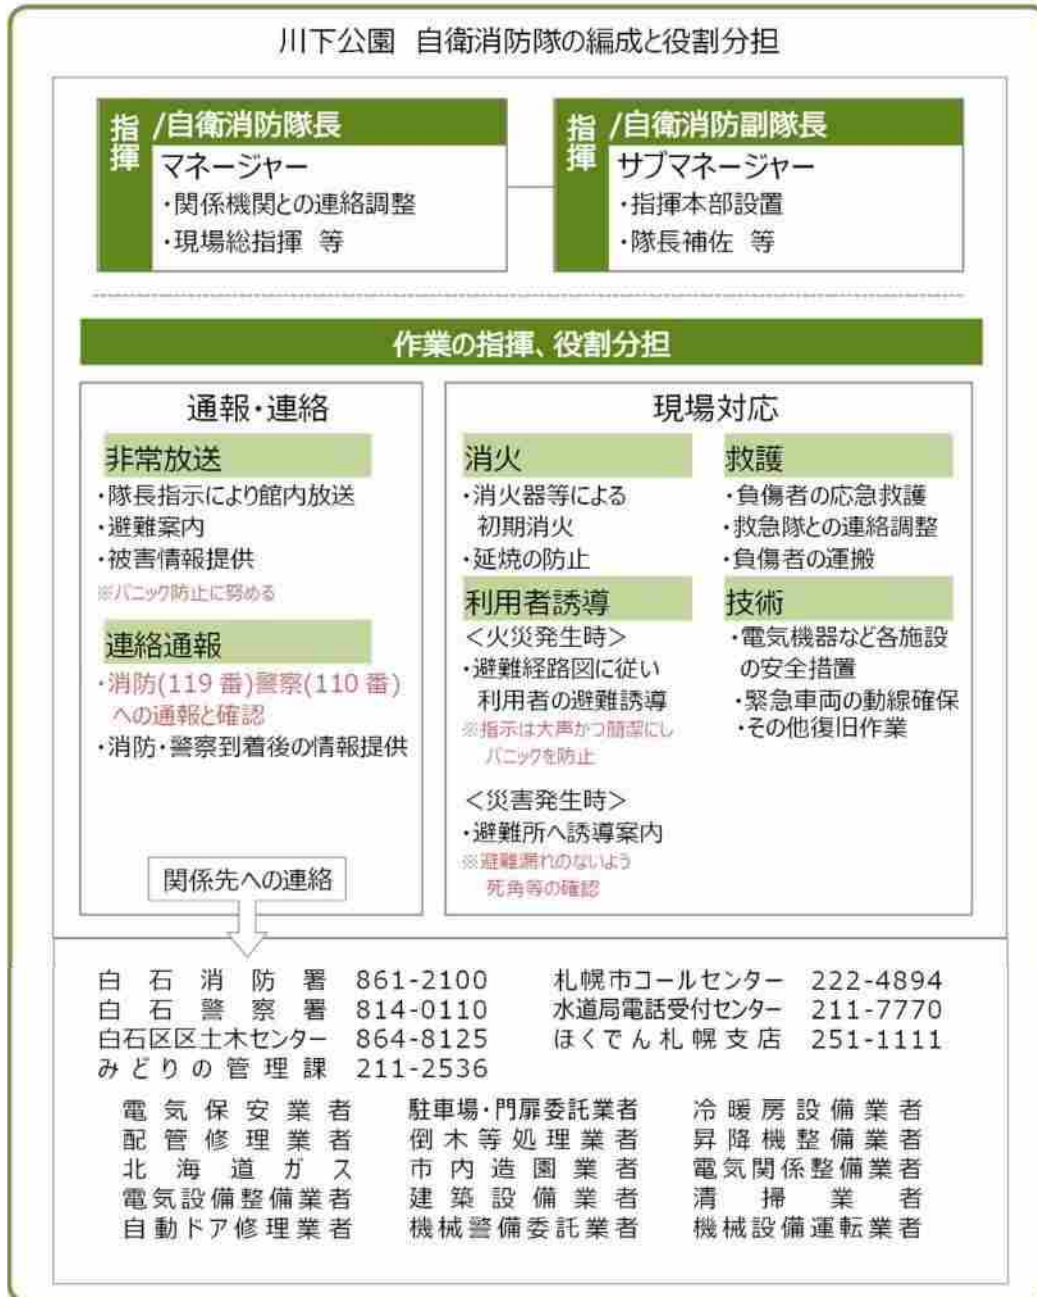 川下公園 自衛消防隊の編成と役割分担
指揮
/自衛消防隊長
マネージャー
・関係機関との連絡調整
・現場総指揮 等
指揮
/自衛消防副隊長
サブマネージャー
・指揮本部設置
・隊長補佐 等
作業の指揮、役割分担
通報・連絡
非常放送
・隊長指示により館内放送
・避難案内
・被害情報提供
※パニック防止に努める
連絡通報
・消防(119 番)警察(110 番)
への通報と確認
・消防・警察到着後の情報提供
関係先への連絡
現場対応
消火
・消火器等による
初期消火
・延焼の防止
利用者誘導
＜火災発生時＞
・避難経路図に従い
利用者の避難誘導
※指示は大声かつ簡潔にし
パニックを防止
＜災害発生時＞
・避難所へ誘導案内
※避難漏れのないよう
死角等の確認
救護
・負傷者の応急救護
・救急隊との連絡調整
・負傷者の運搬
技術
・電気機器など各施設
の安全措置
・緊急車両の動線確保
・その他復旧作業
白石消防署 861-2100
白石警察署 814-0110
白石区区土木センター 864-8125
みどりの管理課 211-2536
札幌市コールセンター 222-4894
水道局電話受付センター 211-7770
ほくでん札幌支店 251-1111
電気保安業者
配管修理業者
北海道ガス
電気設備整備業者
自動ドア修理業者
駐車場・門扉委託業者
倒木等処理業者
市内造園業者
建築設備業者
機械警備委託業者
冷暖房設備業者
昇降機整備業者
電気関係整備業者
清掃業者
機械設備運転業者